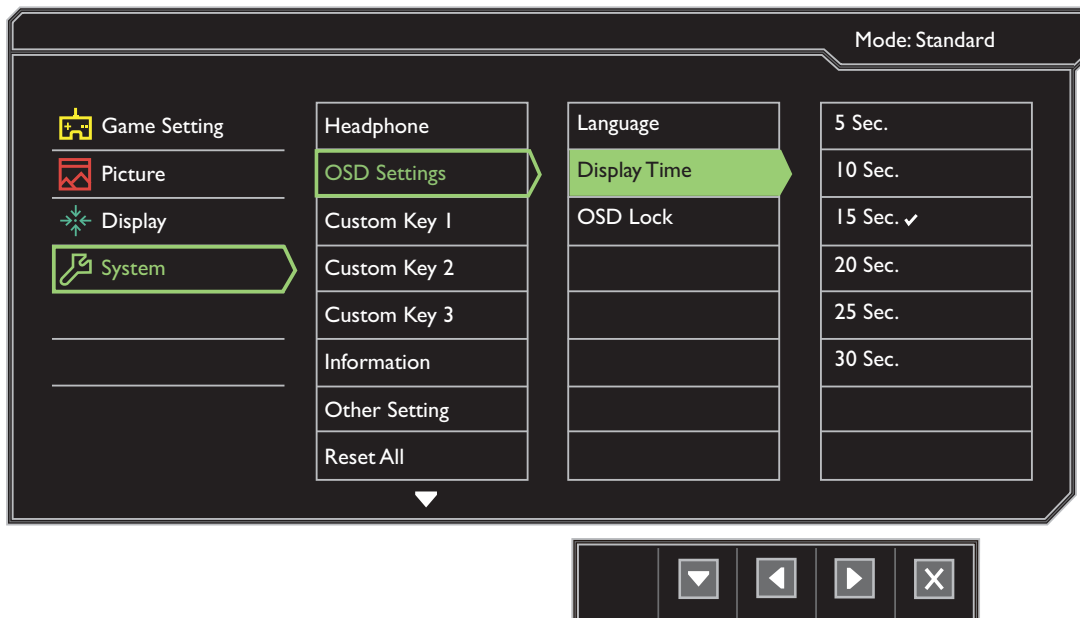 Mode: Standard
Game Setting
Picture
Display
System
Headphone
OSD Settings
Custom Key 1
Custom Key 2
Custom Key 3
Information
Other Setting
Reset All
Language
Display Time
OSD Lock
5 Sec.
10 Sec.
15 Sec.
20 Sec.
25 Sec.
30 Sec.